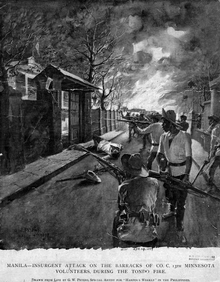 MANILA—INSURGENT ATTACK ON THE BARRACKS OF CO. C, 13TH MINNESOTA
VOLUNTEERS, DURING THE TONDO FIRE.
Drawn from Life by G. W. Peters, Special Artist for "Harper's Weekly" in the Philippines.